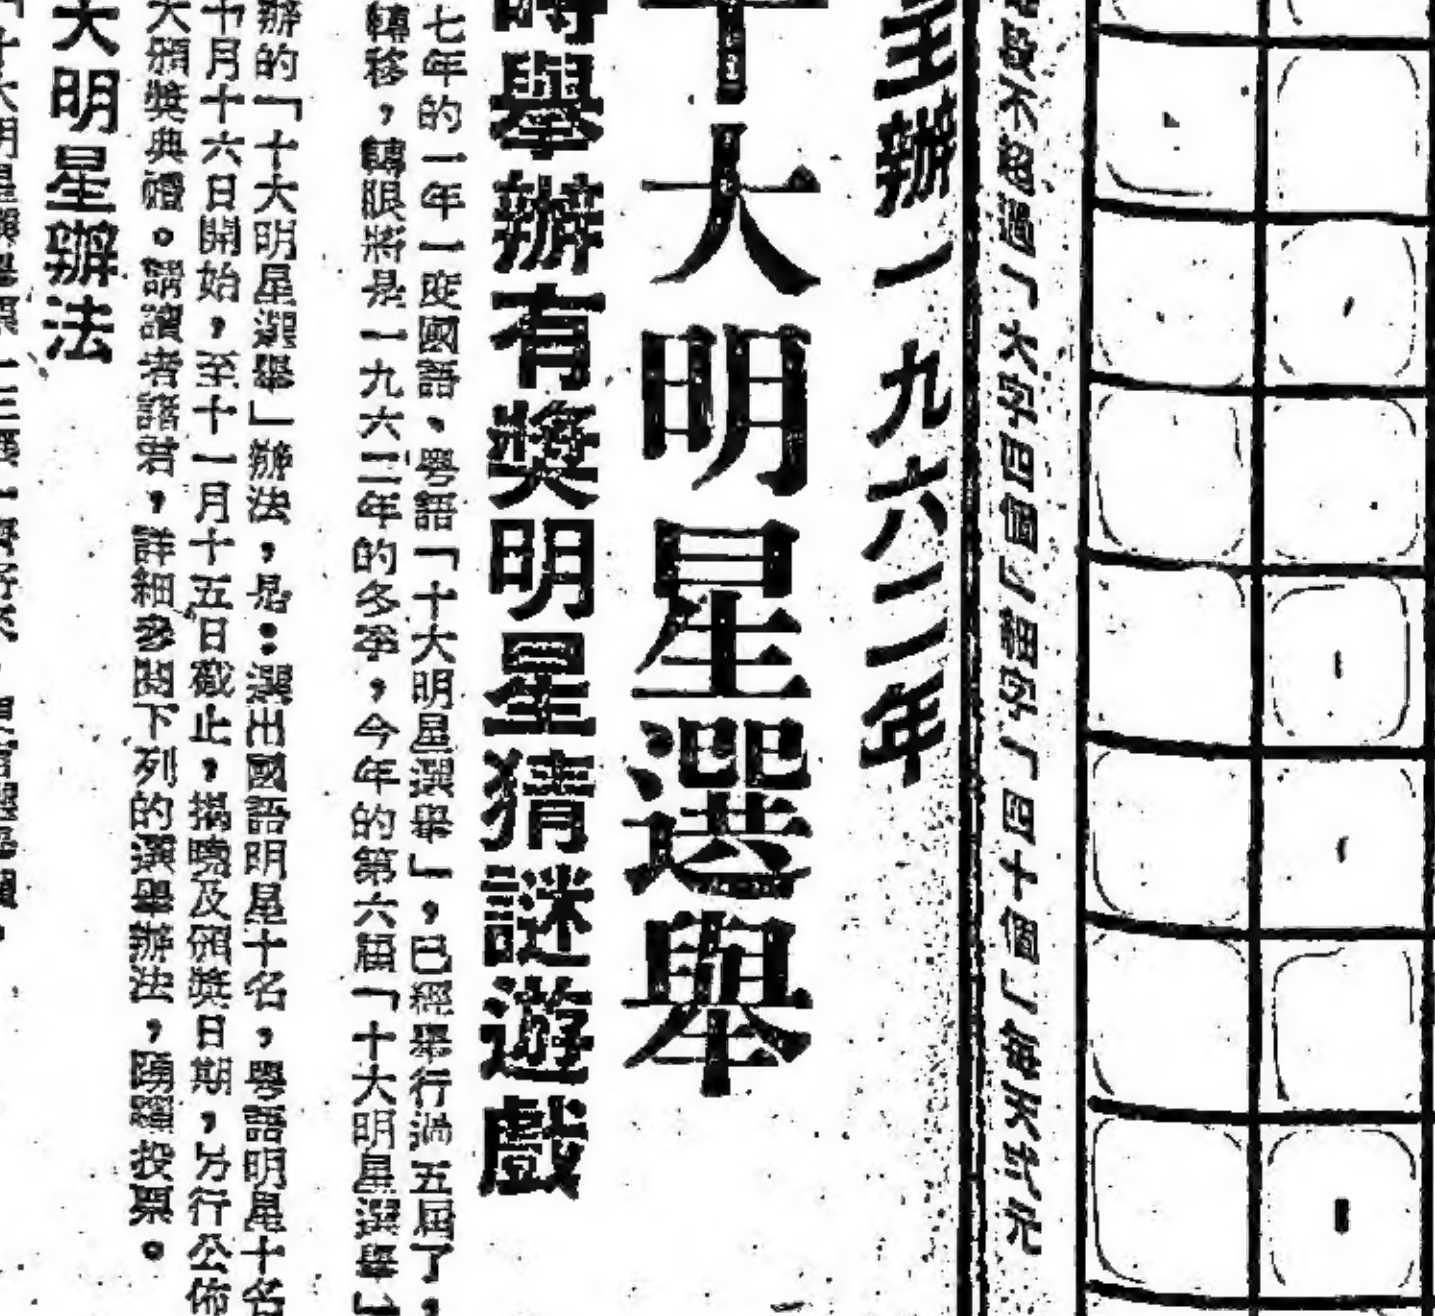 段不超過「大字四個」細字「四十個」每天收元
主辦一九六二年
十大明星選舉
時舉辦有獎明星猜謎遊戲
七年的一年一度國語、粵語「十大明星選舉」,已經舉行過五屆了,
轉移,轉眼將是一九六二年的冬季,今年的第六屆「十大明星選舉」
辦的「十大明星選舉」辦法,是:選出國語明星十名,粵語明星十名
十月十六日開始,至十一月十五日截止,揭曉及頒獎日期,另行公佈
大頒獎典禮。請讀者諸君,詳細參閱下列的選舉辦法,踴躍投票。
大明星辦法